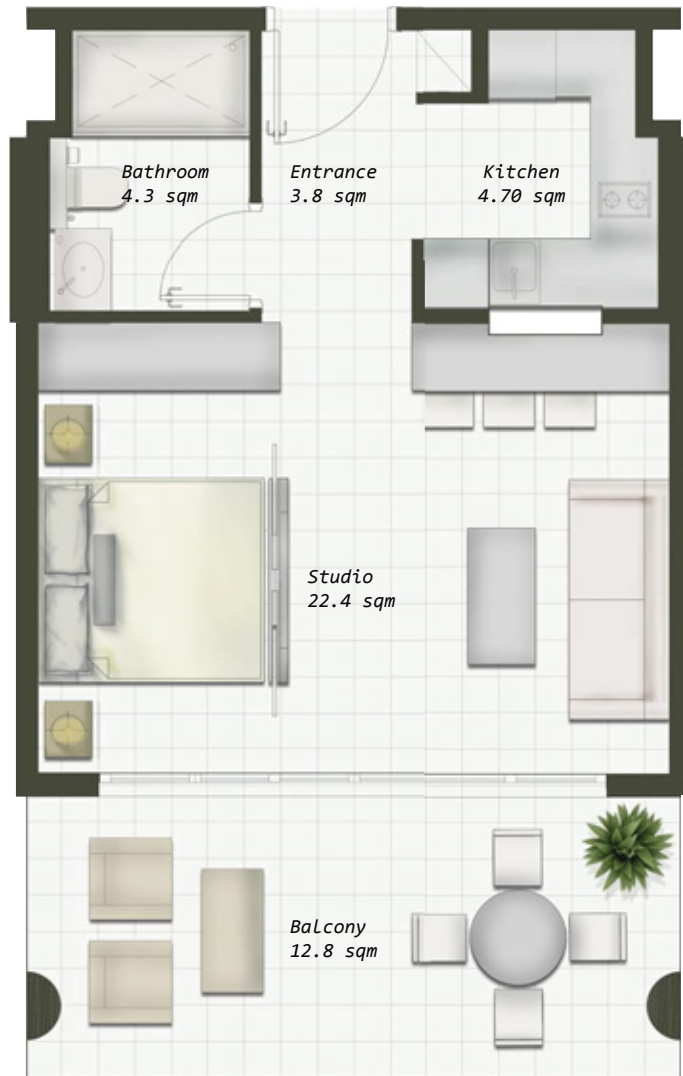 Bathroom
4.3 sqm
Entrance
3.8 sqm
Kitchen
4.70 sqm
Studio
22.4 sqm
Balcony
12.8 sqm